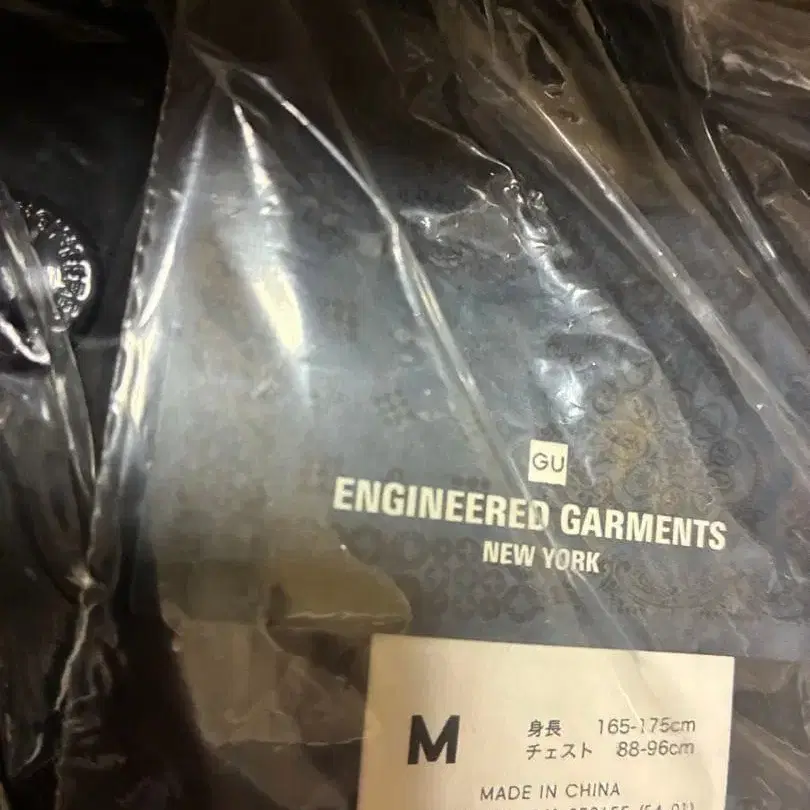 GU
ENGINEERED GARMENTS
NEW YORK
M
身長 165-175cm
チェスト 88-96cm
MADE IN CHINA